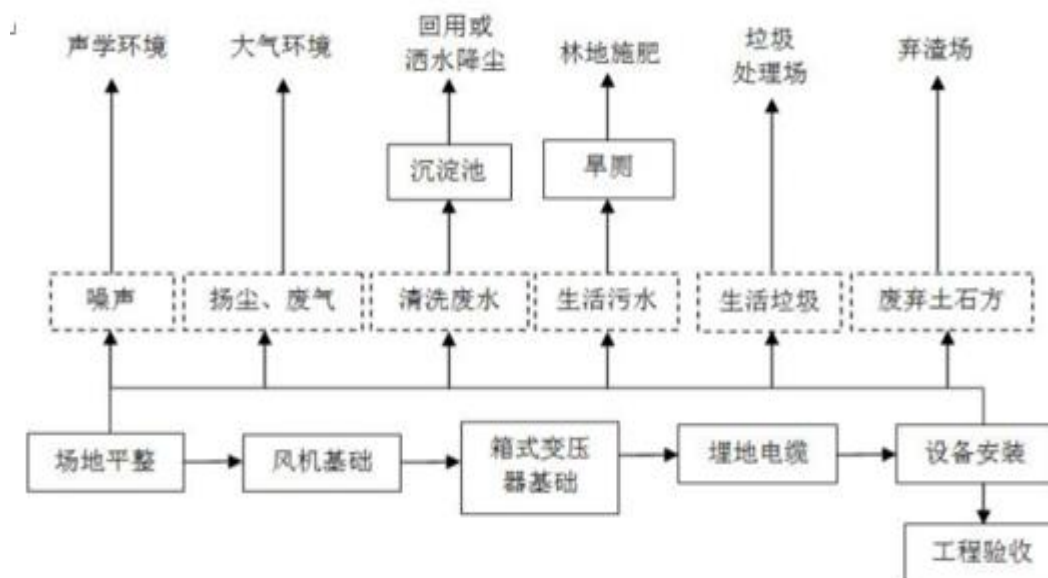 声学环境
大气环境
回用或
洒水降尘
林地施肥
垃圾
处理场
弃渣场
沉淀池
旱厕
噪声
扬尘、废气
清洗废水
生活污水
生活垃圾
废弃土石方
场地平整
风机基础
箱式变压
器基础
埋地电缆
设备安装
工程验收